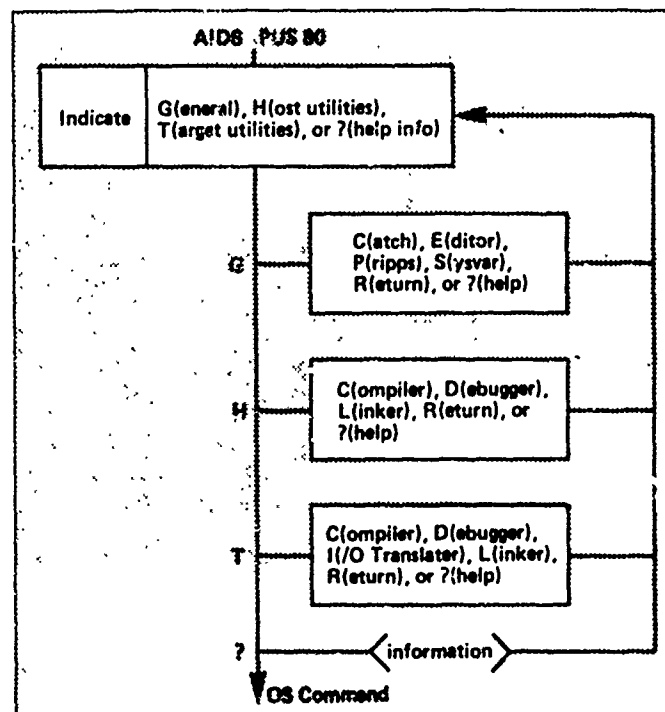 AIDS PUS 80
Indicate
G(eneral), H(ost utilities),
T(arget utilities), or ?(help info)
G
C(atch), E(ditor),
P(ripps), S(ysvar),
R(eturn), or ?(help)
H
C(ompiler), D(ebugger),
L(inker), R(eturn), or
?(help)
T
C(ompiler), D(ebugger),
I(/O Translater), L(inker),
R(eturn), or ?(help)
?
information
OS Command